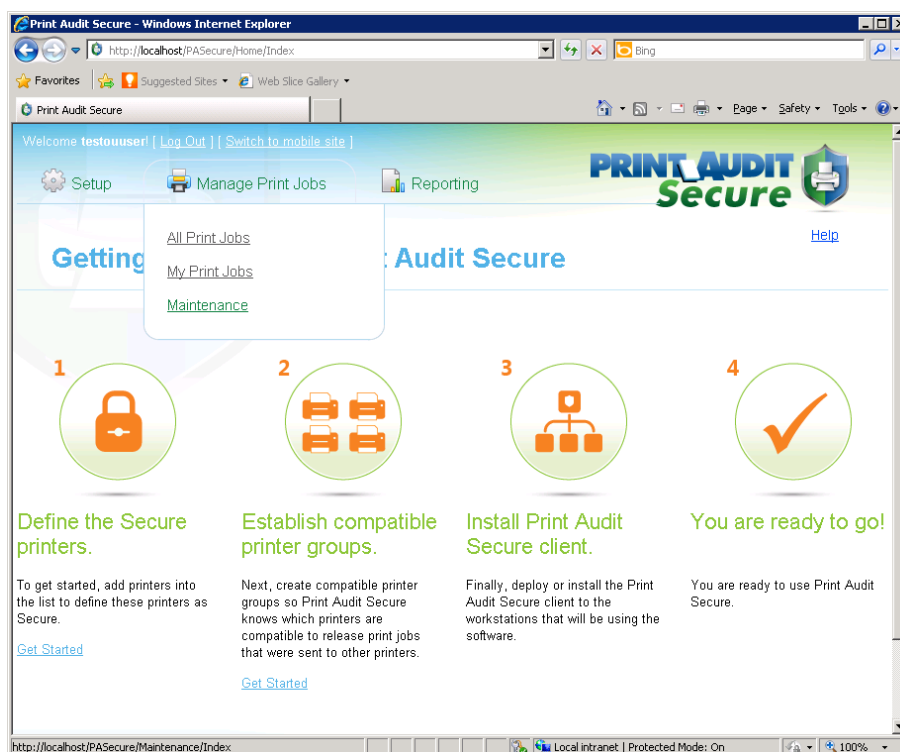 Print Audit Secure - Windows Internet Explorer
http://localhost/PASecure/Home/Index
Bing
Favorites Suggested Sites Web Slice Gallery
Print Audit Secure
Page Safety Tools
Welcome testouuser! [ Log Out ] [ Switch to mobile site ]
PRINT AUDIT
Secure
Setup Manage Print Jobs Reporting
Help
All Print Jobs
My Print Jobs
Maintenance
Getting : Audit Secure
1 2 3 4
Define the Secure
printers.
To get started, add printers into
the list to define these printers as
Secure.
Get Started
Establish compatible
printer groups.
Next, create compatible printer
groups so Print Audit Secure
knows which printers are
compatible to release print jobs
that were sent to other printers.
Get Started
Install Print Audit
Secure client.
Finally, deploy or install the Print
Audit Secure client to the
workstations that will be using the
software.
You are ready to go!
You are ready to use Print Audit
Secure.
http://localhost/PASecure/Maintenance/Index Local intranet | Protected Mode: On 100%